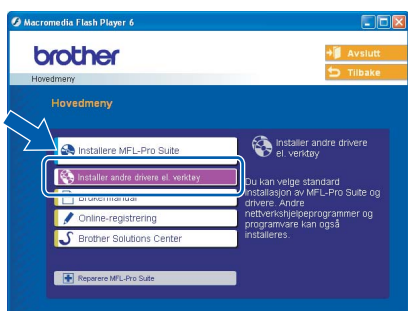 Macromedia Flash Player 6
brother
Avslutt
Tilbake
Hovedmeny
Hovedmeny
Installere MFL-Pro Suite
Installer andre drivere el. verktøy
Brukermanual
Online-registrering
Brother Solutions Center
Reparere MFL-Pro Suite
Installer andre drivere
el. verktøy
Du kan velge standard
installasjon av MFL-Pro Suite og
drivere. Andre
nettverkshjelpeprogrammer og
programvare kan også
installeres.